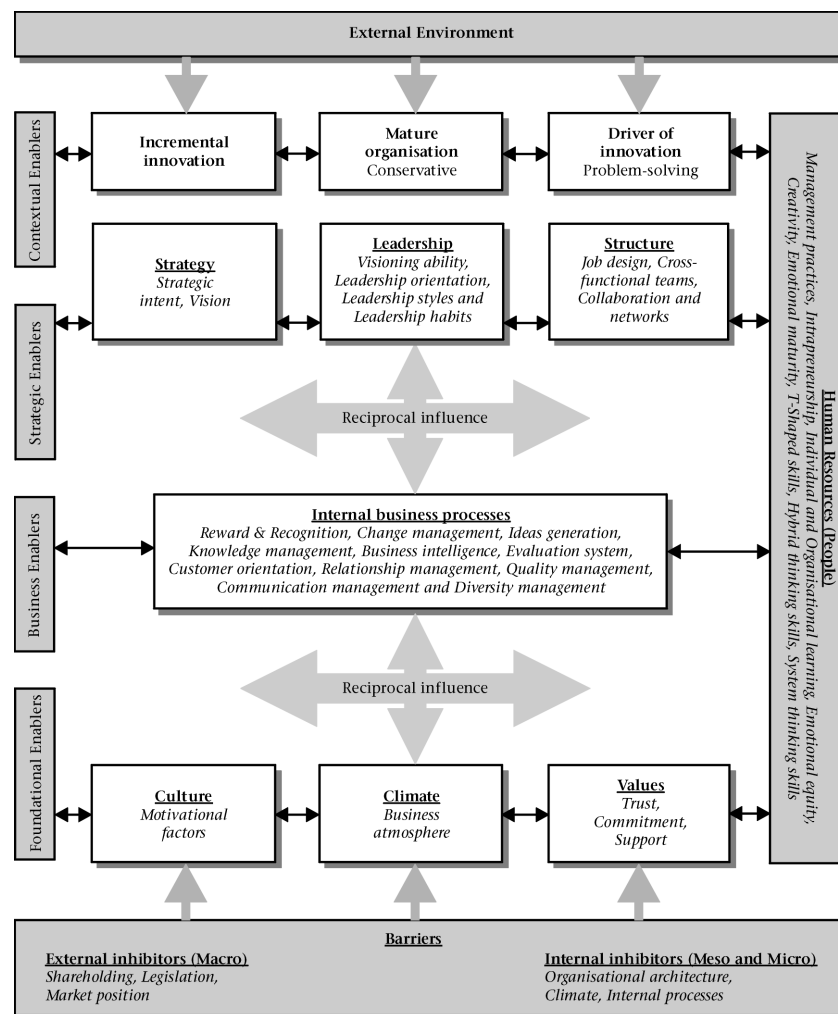 External Environment
Contextual Enablers
Incremental
innovation
Mature
organisation
Conservative
Driver of
innovation
Problem-solving
Strategic Enablers
Strategy
Strategic
intent, Vision
Leadership
Visioning ability,
Leadership orientation,
Leadership styles and
Leadership habits
Structure
Job design, Cross-
functional teams,
Collaboration and
networks
Reciprocal influence
Business Enablers
Internal business processes
Reward & Recognition, Change management, Ideas generation,
Knowledge management, Business intelligence, Evaluation system,
Customer orientation, Relationship management, Quality management,
Communication management and Diversity management
Reciprocal influence
Foundational Enablers
Culture
Motivational
factors
Climate
Business
atmosphere
Values
Trust,
Commitment,
Support
Human Resources (People)
Management practices, Intrapreneurship, Individual and Organisational learning, Emotional equity,
Creativity, Emotional maturity, T-Shaped skills, Hybrid thinking skills, System thinking skills
Barriers
External inhibitors (Macro)
Shareholding, Legislation,
Market position
Internal inhibitors (Meso and Micro)
Organisational architecture,
Climate, Internal processes